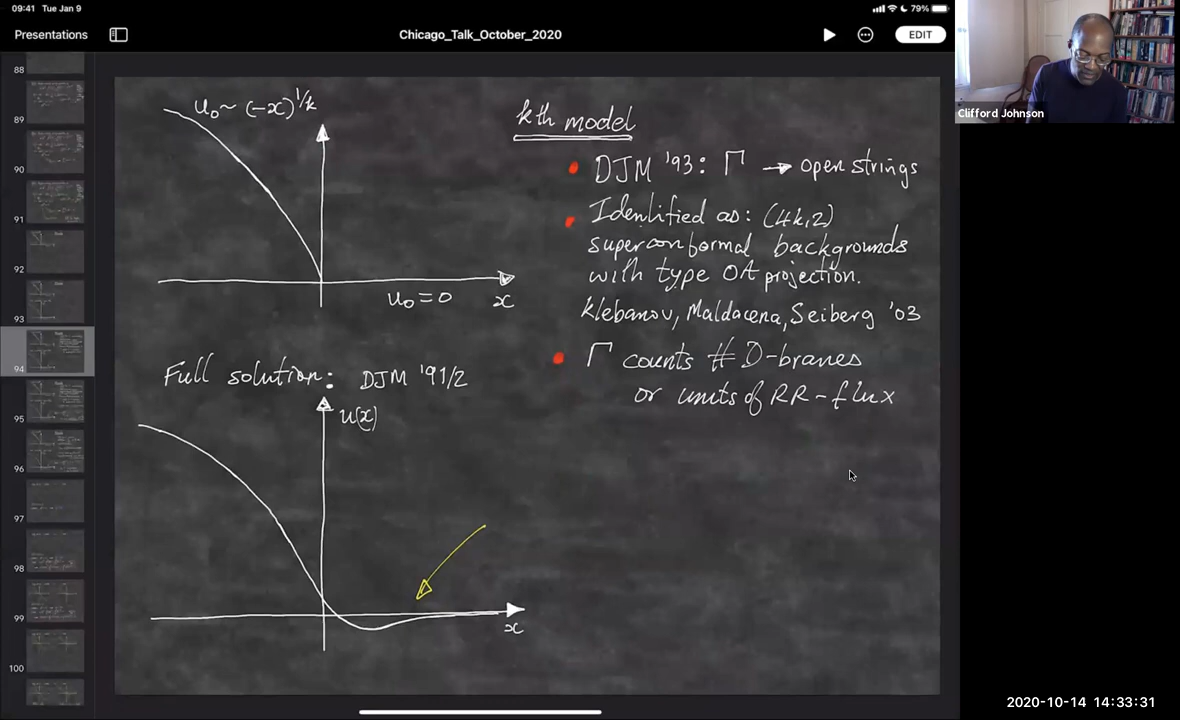 09:41 Tue Jan 9
79%
Presentations
Chicago_Talk_October_2020
EDIT
Clifford Johnson
88
89
90
91
92
93
94
95
96
97
98
99
100
u₀ ~ (-x)^{1/k}
u₀ = 0
x
kth model
DJM '93: Γ → open strings
Identified as: (4k,2)
superconformal backgrounds
with type 0A projection.
Klebanov, Maldacena, Seiberg '03
Γ counts # D-branes
or units of RR-flux
Full solution: DJM '91/2
u(x)
x
2020-10-14 14:33:31